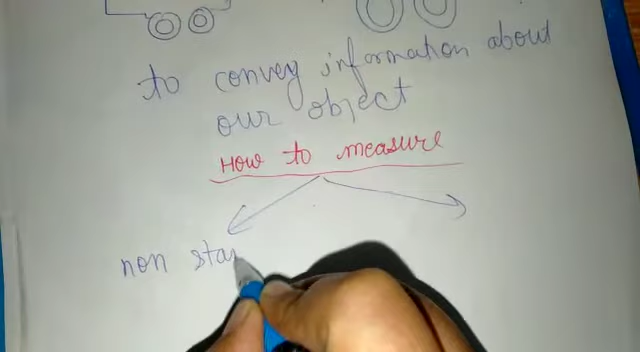 to convey information about
our object
How to measure
non sta